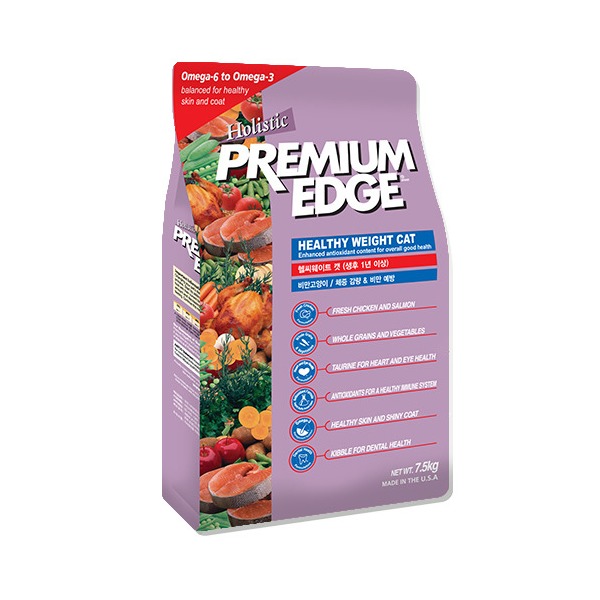 Omega-6 to Omega-3
balanced for healthy
skin and coat
Holistic
PREMIUM
EDGE
HEALTHY WEIGHT CAT
Enhanced antioxidant content for overall good health
헬씨웨이트 캣 (생후 1년 이상)
비만고양이 / 체중 감량 & 비만 예방
FRESH CHICKEN AND SALMON
WHOLE GRAINS AND VEGETABLES
TAURINE FOR HEART AND EYE HEALTH
ANTIOXIDANTS FOR A HEALTHY IMMUNE SYSTEM
HEALTHY SKIN AND SHINY COAT
KIBBLE FOR DENTAL HEALTH
NET WT. 7.5kg
MADE IN THE U.S.A
Holistic